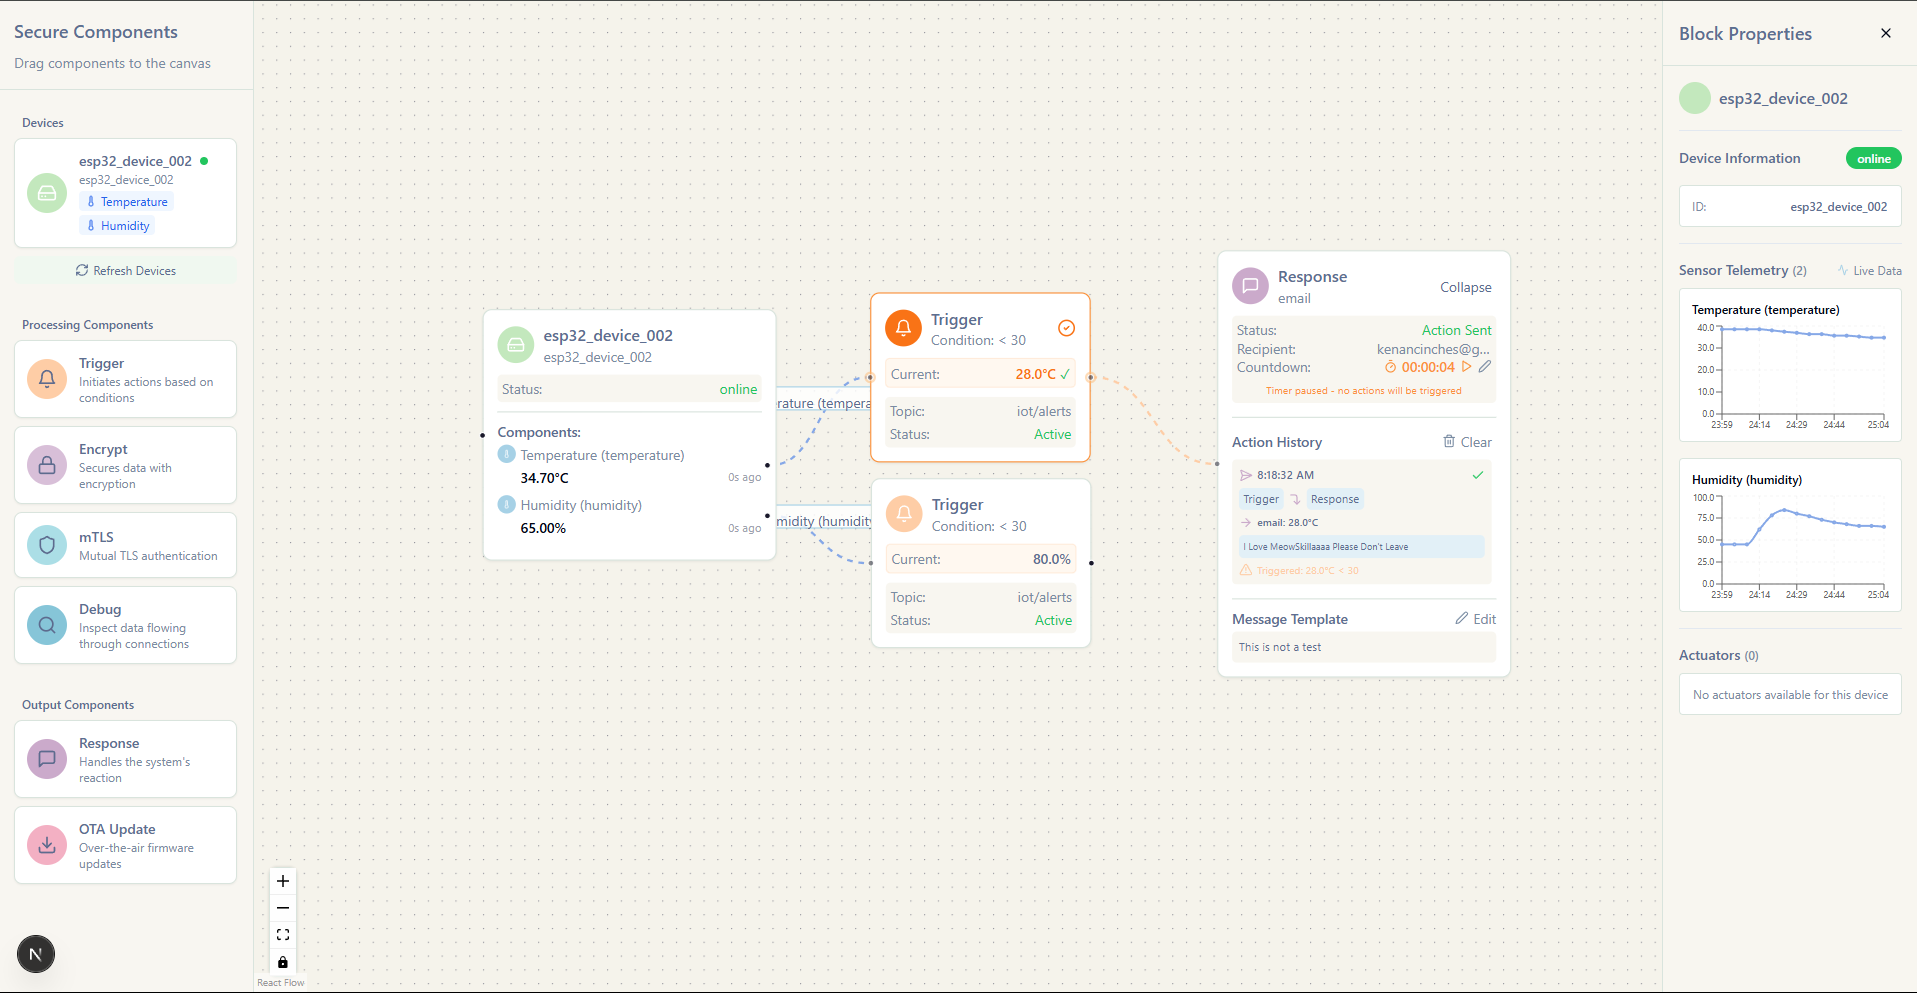 Secure Components
Drag components to the canvas
Devices
esp32_device_002
esp32_device_002
Temperature
Humidity
Refresh Devices
Processing Components
Trigger
Initiates actions based on
conditions
Encrypt
Secures data with
encryption
mTLS
Mutual TLS authentication
Debug
Inspect data flowing
through connections
Output Components
Response
Handles the system's
reaction
OTA Update
Over-the-air firmware
updates
N
React Flow
esp32_device_002
esp32_device_002
Status: online
Components:
Temperature (temperature)
34.70°C 0s ago
Humidity (humidity)
65.00% 0s ago
rature (tempera
midity (humidity
Trigger
Condition: < 30
Current: 28.0°C ✓
Topic: iot/alerts
Status: Active
Trigger
Condition: < 30
Current: 80.0%
Topic: iot/alerts
Status: Active
Response
email
Collapse
Status: Action Sent
Recipient: kenancinches@g...
Countdown: 00:00:04
Timer paused - no actions will be triggered
Action History Clear
8:18:32 AM
Trigger Response
email: 28.0°C
I Love MeowSkillaaaa Please Don't Leave
Triggered: 28.0°C < 30
Message Template Edit
This is not a test
Block Properties
esp32_device_002
Device Information online
ID: esp32_device_002
Sensor Telemetry (2) Live Data
Temperature (temperature)
40.0
30.0
20.0
10.0
0.0
23:59 24:14 24:29 24:44 25:04
Humidity (humidity)
100.0
75.0
50.0
25.0
0.0
23:59 24:14 24:29 24:44 25:04
Actuators (0)
No actuators available for this device